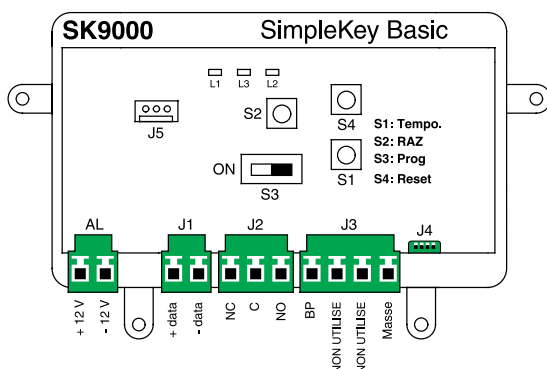 SK9000 SimpleKey Basic
L1 L3 L2
J5
S2
S4
S1: Tempo.
S2: RAZ
S3: Prog
S4: Reset
ON
S3
S1
AL J1 J2 J3 J4
+ 12 V
- 12 V
+ data
- data
NC
C
NO
BP
NON UTILISE
NON UTILISE
Masse